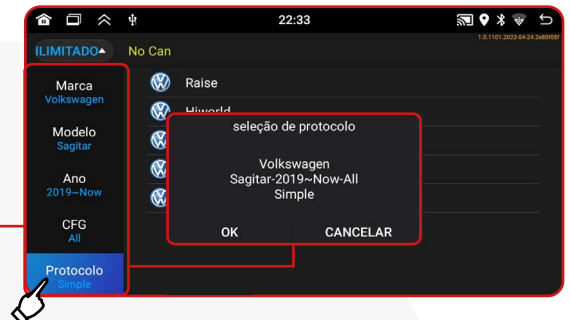 22:33
1.0.1101.2023-04-24.2a80f05f
ILIMITADO
No Can
Marca
Volkswagen
Modelo
Sagitar
Ano
2019~Now
CFG
All
Protocolo
Simple
Raise
Hiworld
seleção de protocolo
Volkswagen
Sagitar-2019~Now-All
Simple
OK
CANCELAR